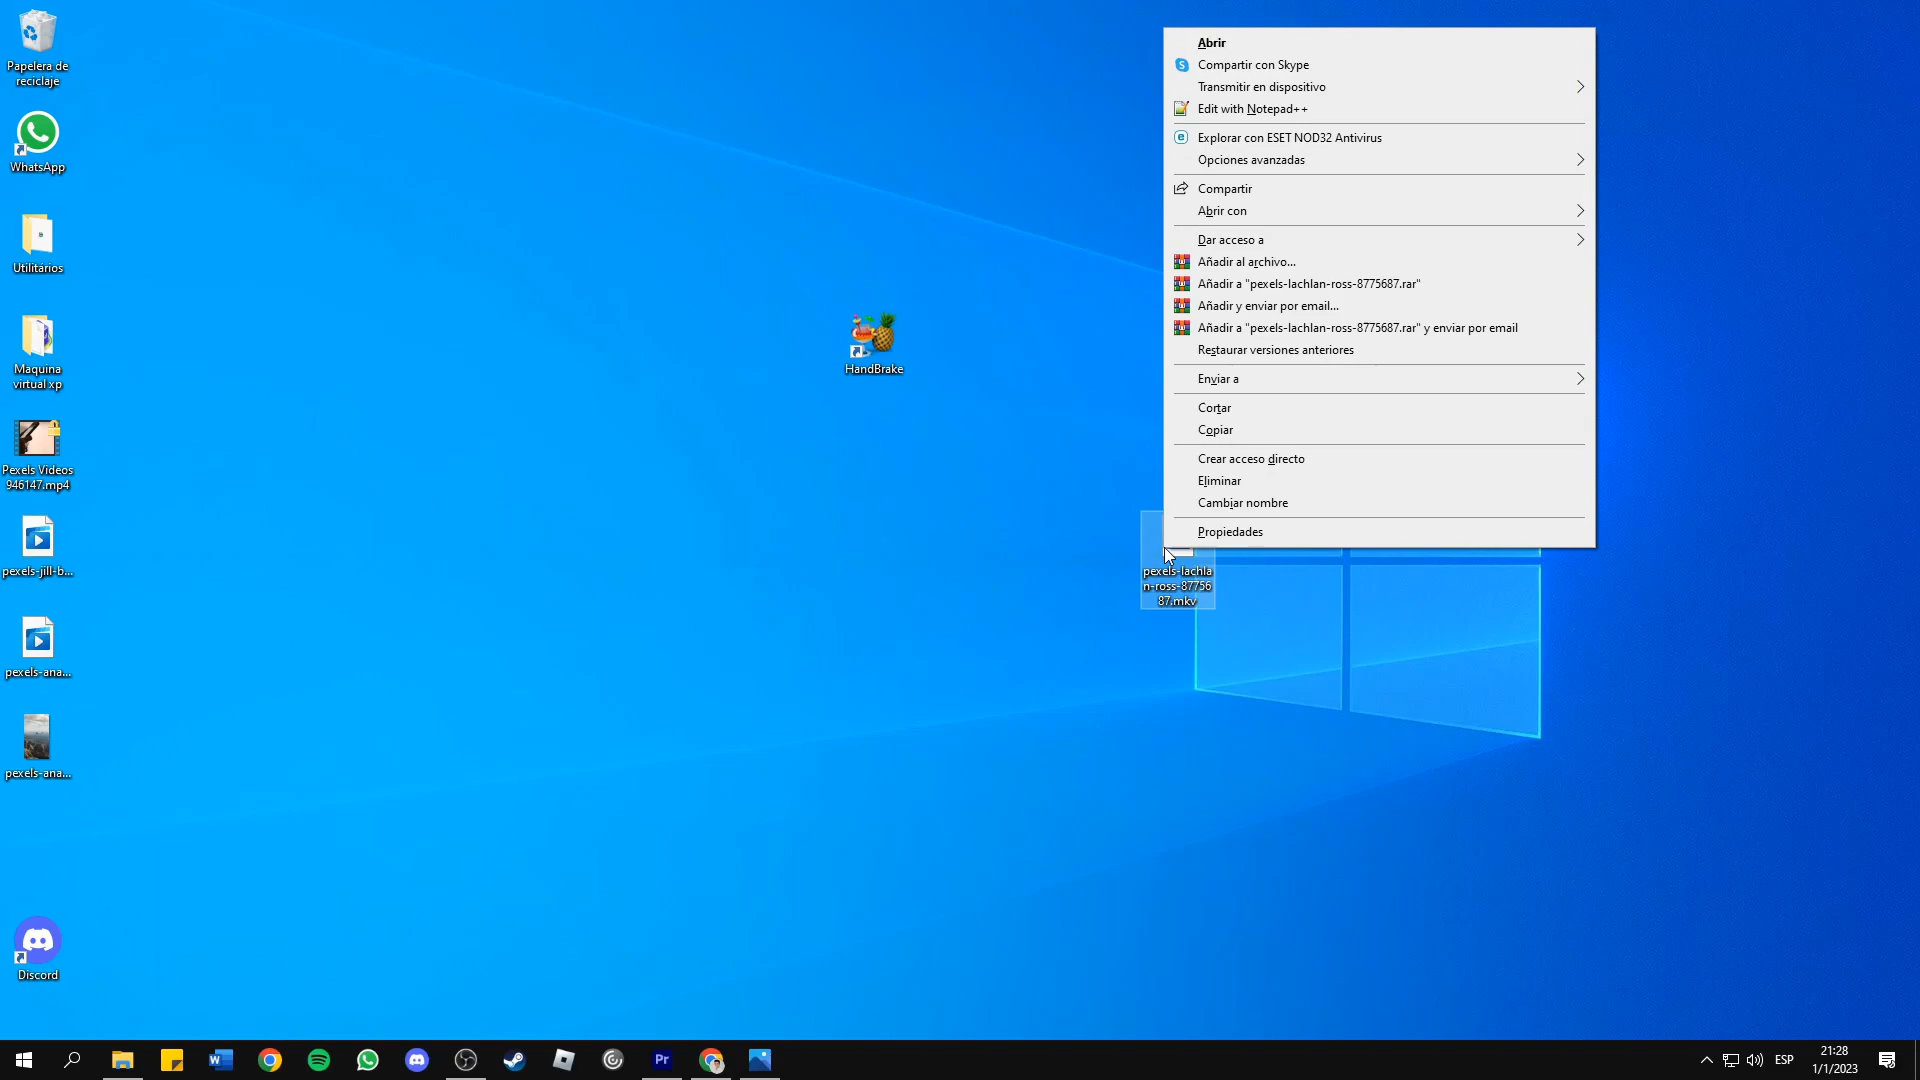 Papelera de
reciclaje
WhatsApp
Utilitários
Maquina
virtual xp
Pexels Videos
946147.mp4
pexels-jill-b...
pexels-ana...
pexels-ana...
Discord
HandBrake
pexels-lachla
n-ross-87756
87.mkv
Abrir
Compartir con Skype
Transmitir en dispositivo
Edit with Notepad++
Explorar con ESET NOD32 Antivirus
Opciones avanzadas
Compartir
Abrir con
Dar acceso a
Añadir al archivo...
Añadir a "pexels-lachlan-ross-8775687.rar"
Añadir y enviar por email...
Añadir a "pexels-lachlan-ross-8775687.rar" y enviar por email
Restaurar versiones anteriores
Enviar a
Cortar
Copiar
Crear acceso directo
Eliminar
Cambiar nombre
Propiedades
Pr
ESP
21:28
1/1/2023